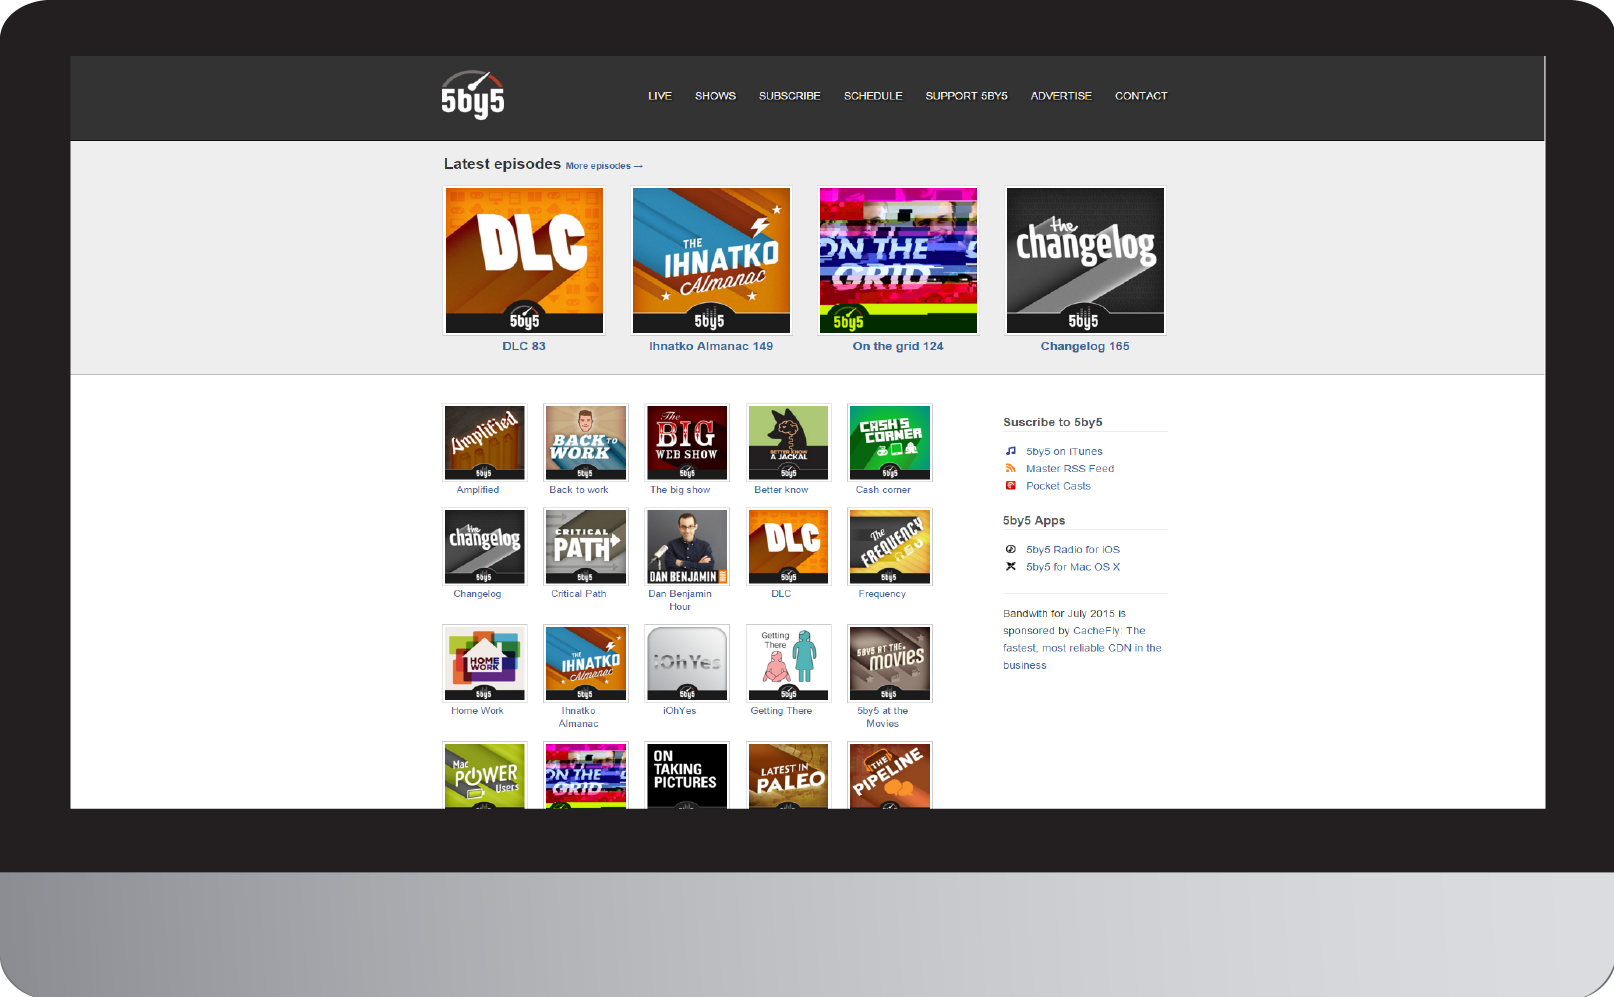 5by5
LIVE SHOWS SUBSCRIBE SCHEDULE SUPPORT 5BY5 ADVERTISE CONTACT
Latest episodes More episodes →
DLC
5by5
THE
IHNATKO
Almanac
5by5
ON THE
GRID
5by5
the
changelog
5by5
DLC 83
Ihnatko Almanac 149
On the grid 124
Changelog 165
Amplified
5by5
BACK TO
WORK
5by5
The
BIG
WEB SHOW
5by5
BETTER KNOW
A JACKAL
5by5
CASH'S
CORNER
5by5
Amplified
Back to work
The big show
Better know
Cash corner
the
changelog
5by5
CRITICAL
PATH
5by5
DAN BENJAMIN
DLC
5by5
The
FREQUENCY
5by5
Changelog
Critical Path
Dan Benjamin
Hour
DLC
Frequency
HOME
WORK
5by5
THE
IHNATKO
Almanac
5by5
iOhYes
5by5
Getting
There
5by5
5BY5 AT THE
MOVIES
5by5
Home Work
Ihnatko
Almanac
iOhYes
Getting There
5by5 at the
Movies
Mac
POWER
Users
ON THE
GRID
ON
TAKING
PICTURES
LATEST IN
PALEO
THE
PIPELINE
Suscribe to 5by5
5by5 on iTunes
Master RSS Feed
Pocket Casts
5by5 Apps
5by5 Radio for iOS
5by5 for Mac OS X
Bandwith for July 2015 is
sponsored by CacheFly: The
fastest, most reliable CDN in the
business